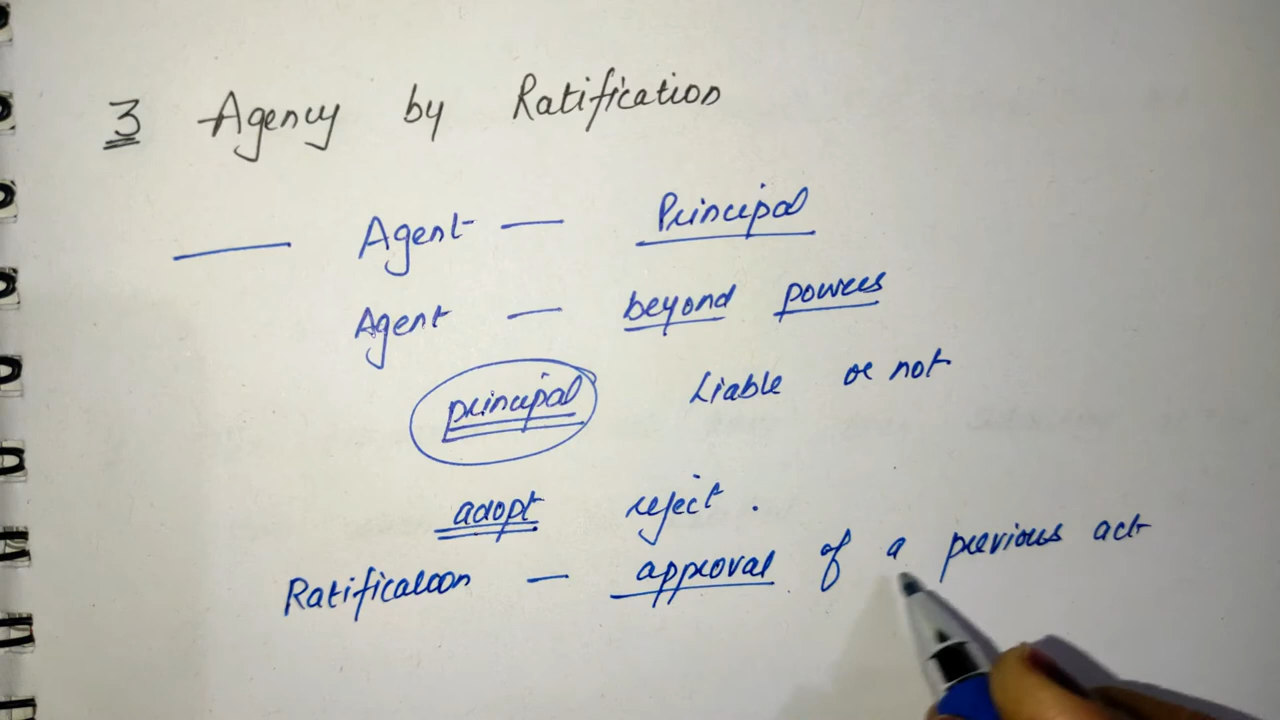 3 Agency by Ratification
— Agent — Principal
Agent — beyond powers
principal Liable or not
adopt reject.
Ratification — approval of a previous act